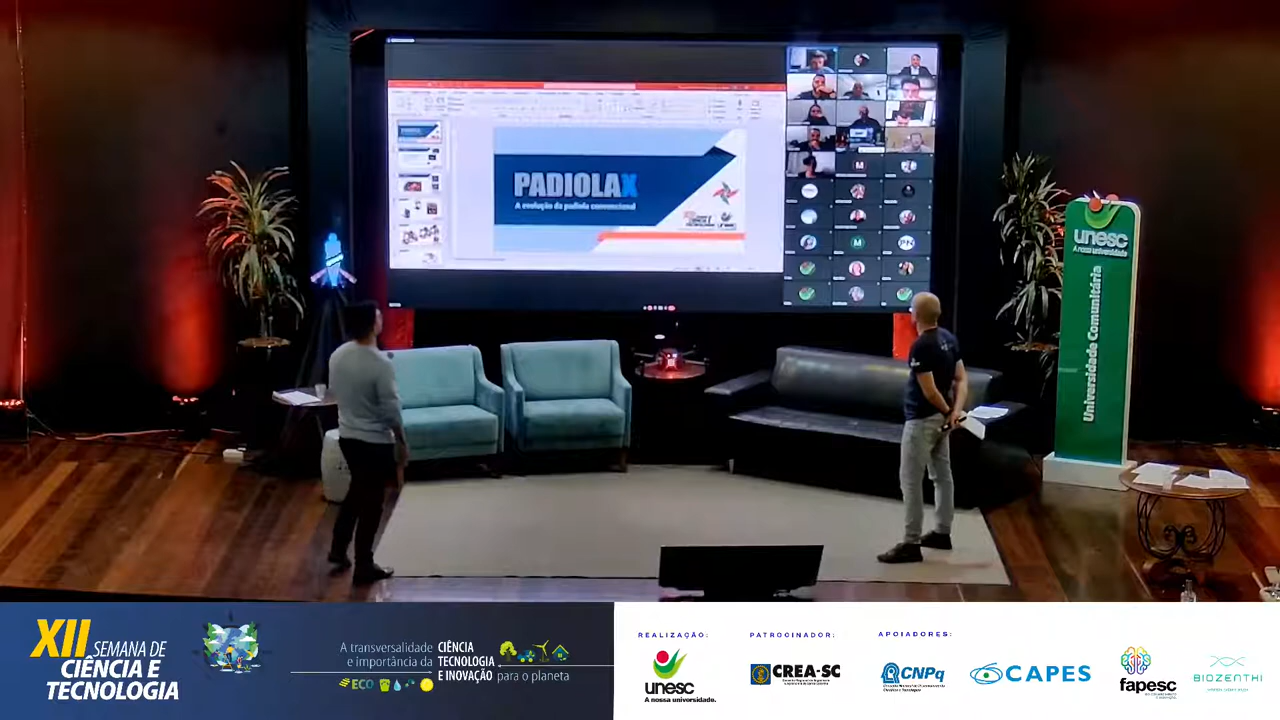 PADIOLAX
A evolução da padiola convencional
unesc
A nossa universidade
Universidade Comunitária
M
M
PN
XII SEMANA DE
CIÊNCIA E
TECNOLOGIA
A transversalidade
e importância da
CIÊNCIA
TECNOLOGIA
E INOVAÇÃO
para o planeta
ECO
REALIZAÇÃO:
unesc
A nossa universidade.
PATROCINADOR:
CREA-SC
APOIADORES:
CNPq
CAPES
fapesc
BIOZENTHI